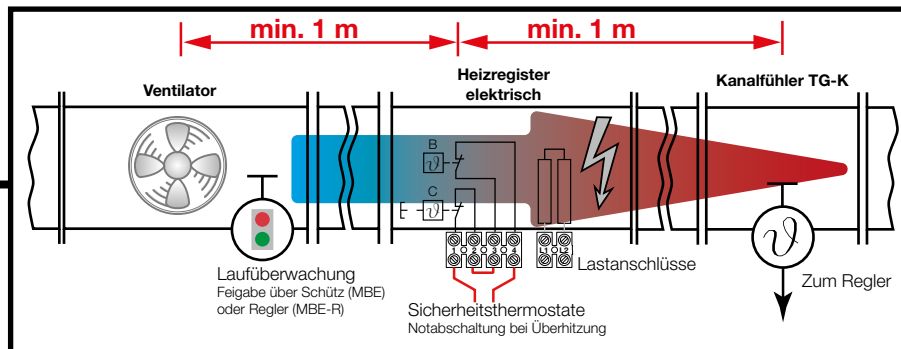 min. 1 m
min. 1 m
Ventilator
Heizregister
elektrisch
Kanalfühler TG-K
B
ϑ
C
ϑ
1 2 3 4
L1 L2
Lastanschlüsse
ϑ
Zum Regler
Laufüberwachung
Feigabe über Schütz (MBE)
oder Regler (MBE-R)
Sicherheitsthermostate
Notabschaltung bei Überhitzung